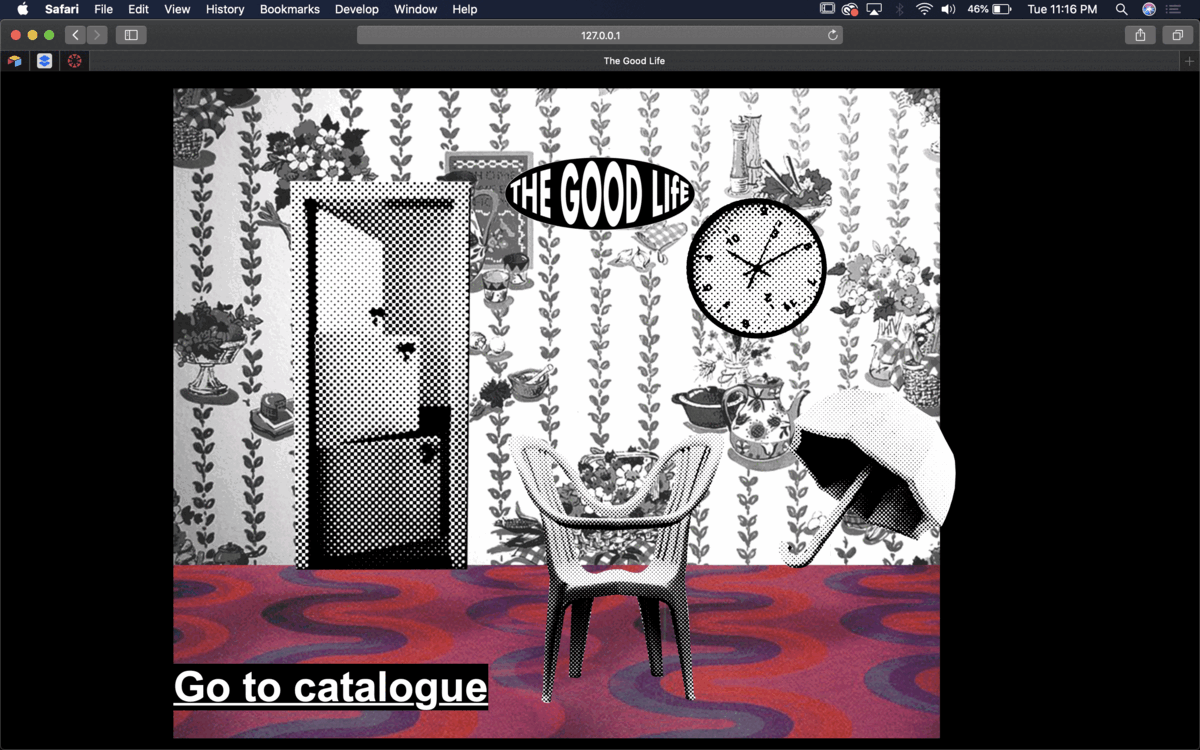 Safari File Edit View History Bookmarks Develop Window Help 46% Tue 11:16 PM
127.0.0.1
The Good Life
THE GOOD LIFE
10
Go to catalogue